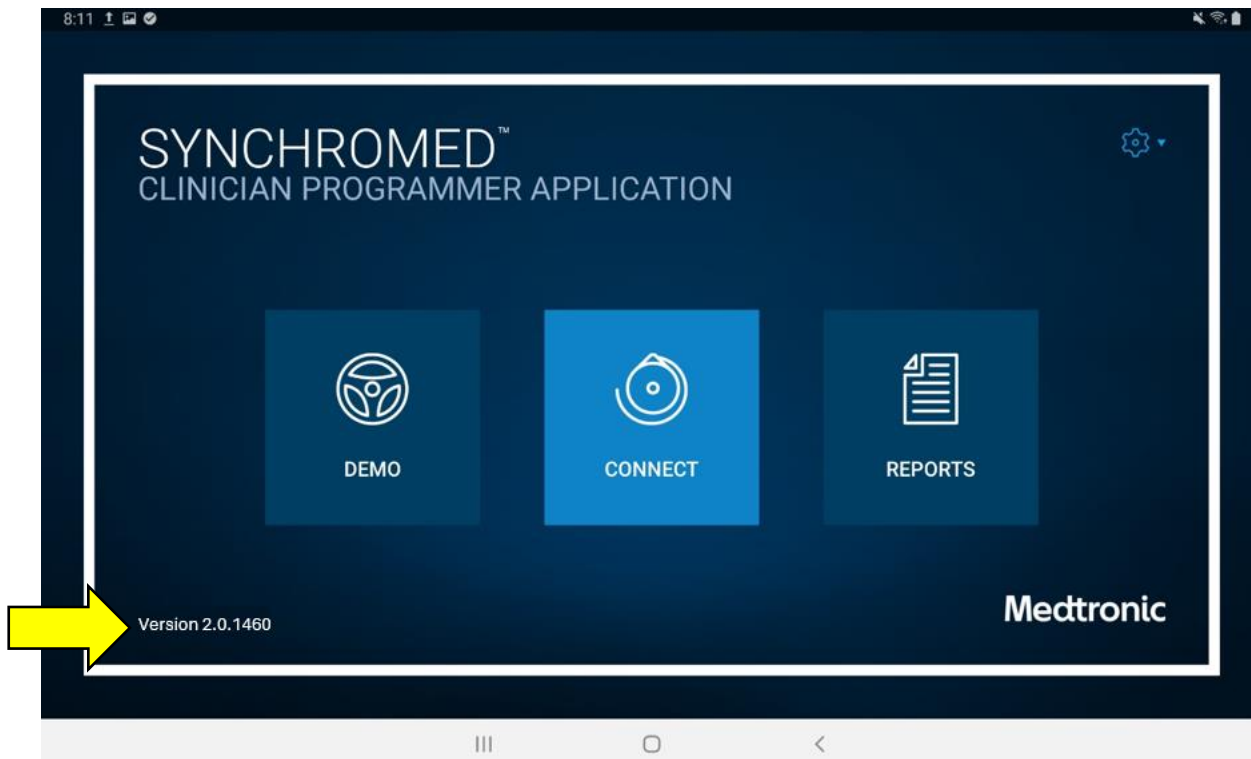 8:11
SYNCHROMED™
CLINICIAN PROGRAMMER APPLICATION
DEMO
CONNECT
REPORTS
Medtronic
Version 2.0.1460